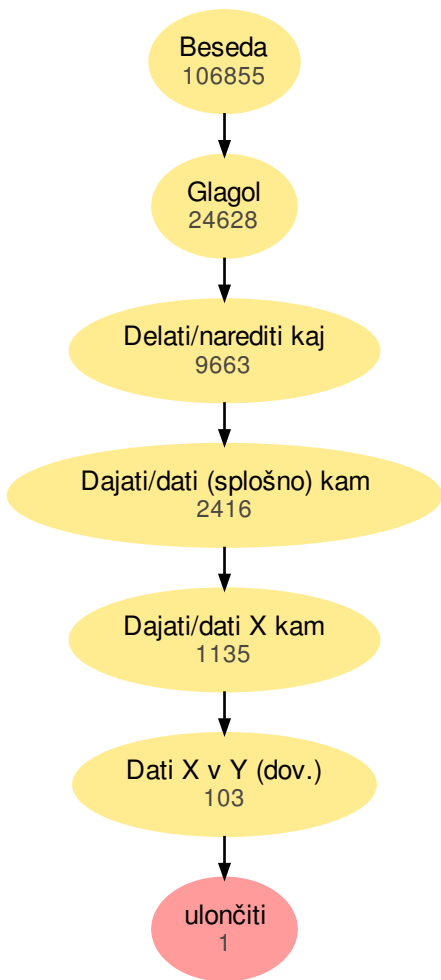 Beseda
106855
Glagol
24628
Delati/narediti kaj
9663
Dajati/dati (splošno) kam
2416
Dajati/dati X kam
1135
Dati X v Y (dov.)
103
ulončiti
1